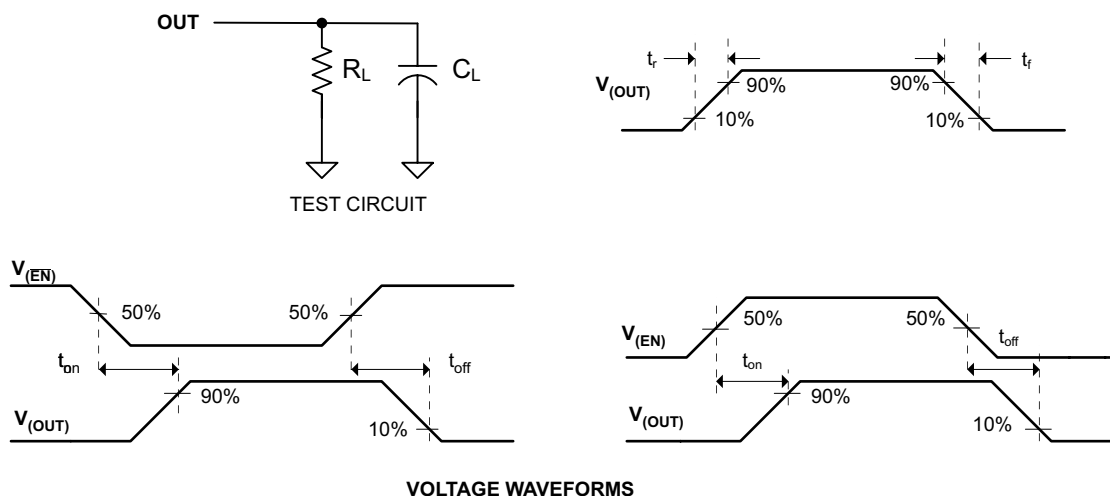 OUT
R_L
C_L
TEST CIRCUIT
t_r
t_f
V_(OUT)
90%
90%
10%
10%
V_(E̅N̅)
50%
50%
t_on
t_off
V_(OUT)
90%
10%
V_(EN)
50%
50%
t_on
t_off
V_(OUT)
90%
10%
VOLTAGE WAVEFORMS